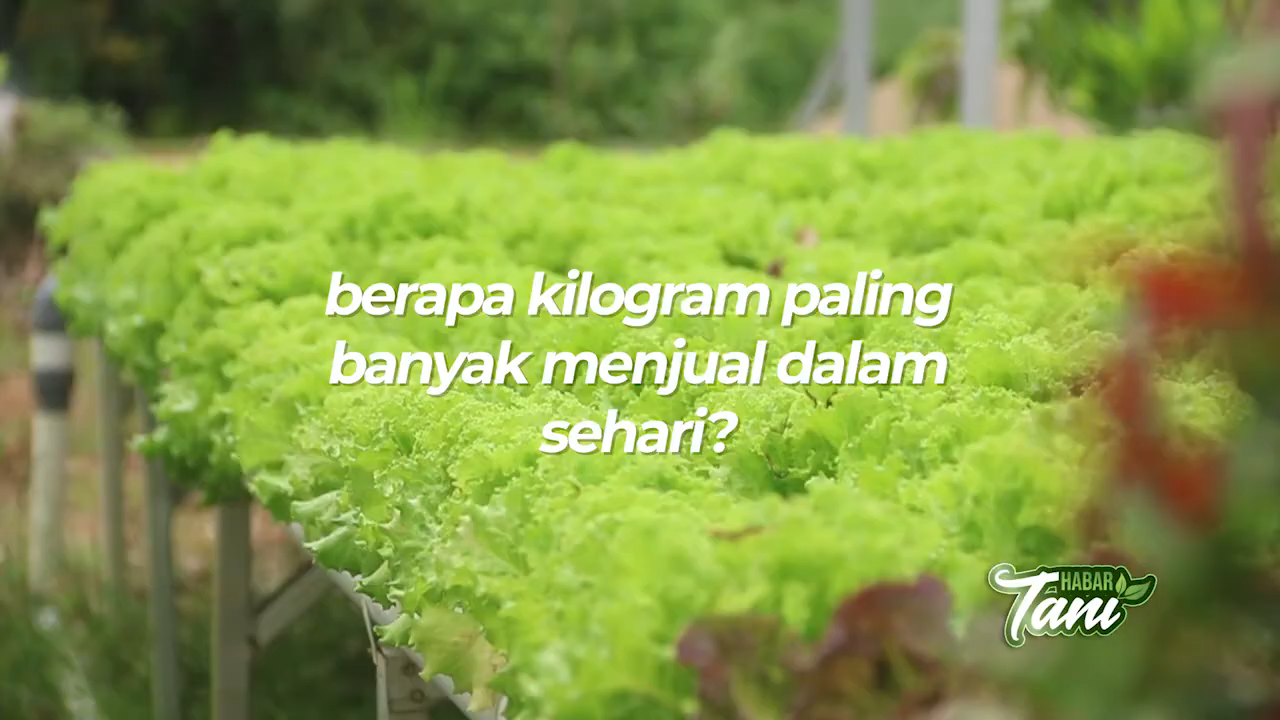 berapa kilogram paling
banyak menjual dalam
sehari?
HABAR
Tani